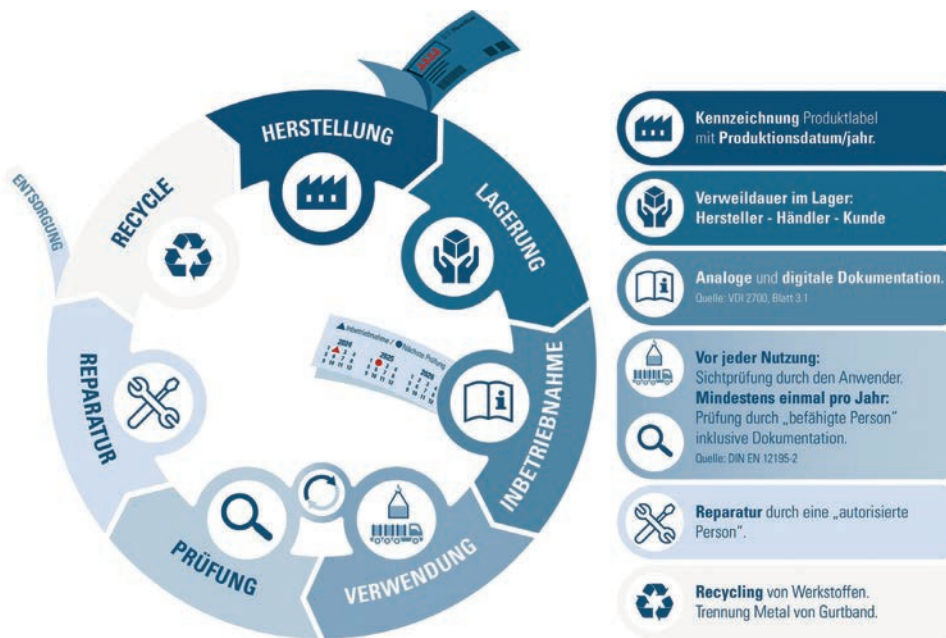 HERSTELLUNG
LAGERUNG
INBETRIEBNAHME
VERWENDUNG
PRÜFUNG
REPARATUR
ENTSORGUNG
RECYCLE
▲Inbetriebnahme / ●Nächste Prüfung
2024
2025
2026
Kennzeichnung Produktlabel
mit Produktionsdatum/jahr.
Verweildauer im Lager:
Hersteller - Händler - Kunde
Analoge und digitale Dokumentation.
Quelle: VDI 2700, Blatt 3.1
Vor jeder Nutzung:
Sichtprüfung durch den Anwender.
Mindestens einmal pro Jahr:
Prüfung durch „befähigte Person“
inklusive Dokumentation.
Quelle: DIN EN 12195-2
Reparatur durch eine „autorisierte
Person“.
Recycling von Werkstoffen.
Trennung Metal von Gurtband.